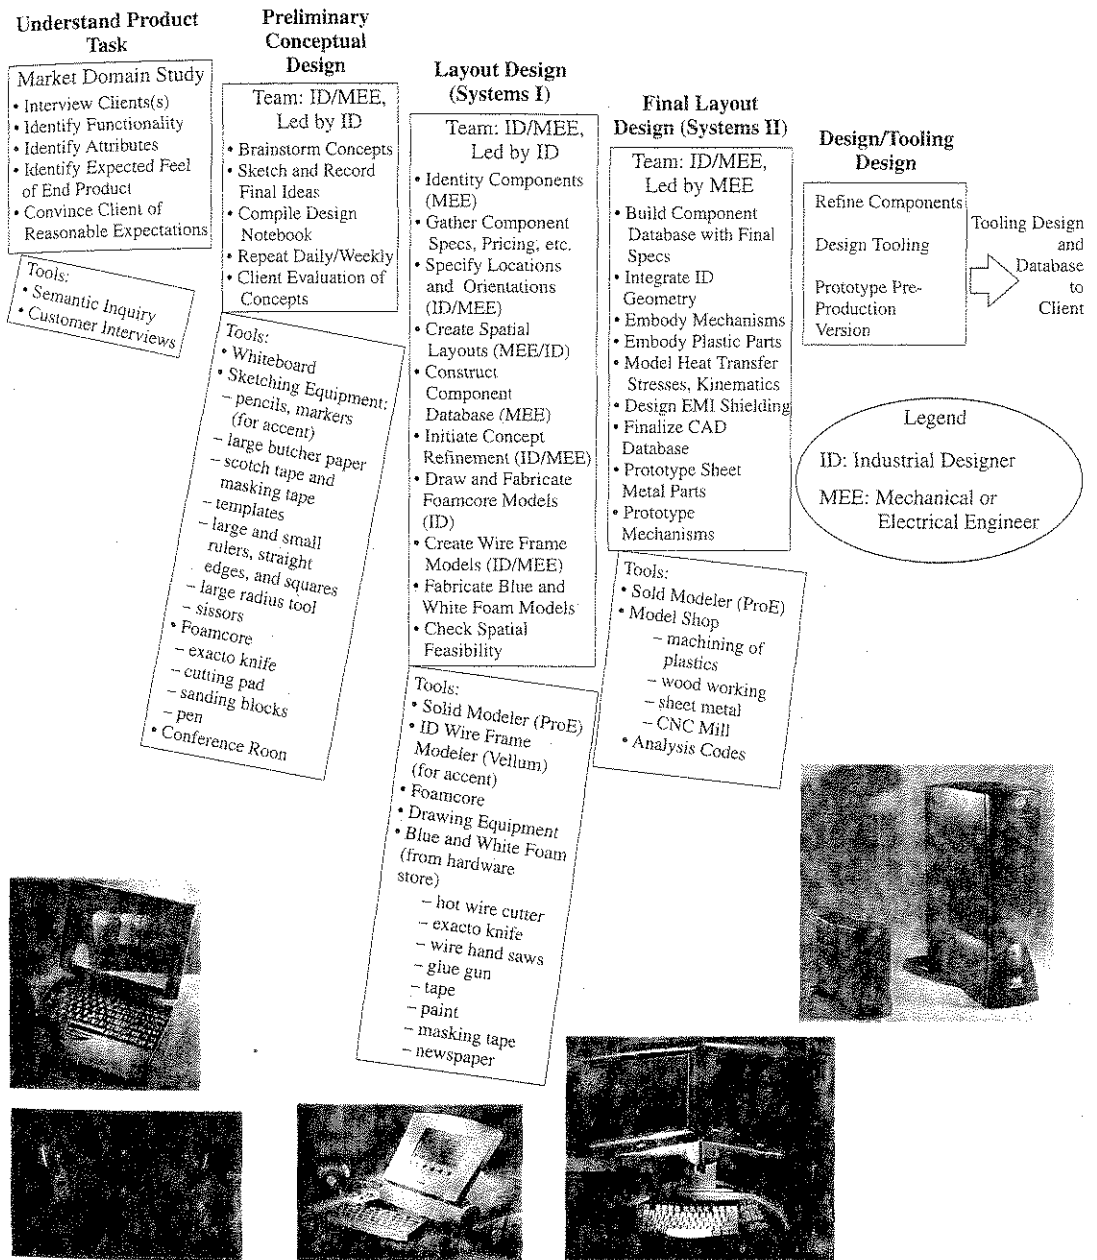 Understand Product
Task
Market Domain Study
• Interview Clients(s)
• Identify Functionality
• Identify Attributes
• Identify Expected Feel
of End Product
• Convince Client of
Reasonable Expectations
Tools:
• Semantic Inquiry
• Customer Interviews
Preliminary
Conceptual
Design
Team: ID/MEE,
Led by ID
• Brainstorm Concepts
• Sketch and Record
Final Ideas
• Compile Design
Notebook
• Repeat Daily/Weekly
• Client Evaluation of
Concepts
Tools:
• Whiteboard
• Sketching Equipment:
– pencils, markers
(for accent)
– large butcher paper
– scotch tape and
masking tape
– templates
– large and small
rulers, straight
edges, and squares
– large radius tool
– sissors
• Foamcore
– exacto knife
– cutting pad
– sanding blocks
– pen
• Conference Roon
Layout Design
(Systems I)
Team: ID/MEE,
Led by ID
• Identity Components
(MEE)
• Gather Component
Specs, Pricing, etc.
• Specify Locations
and Orientations
(ID/MEE)
• Create Spatial
Layouts (MEE/ID)
• Construct
Component
Database (MEE)
• Initiate Concept
Refinement (ID/MEE)
• Draw and Fabricate
Foamcore Models
(ID)
• Create Wire Frame
Models (ID/MEE)
• Fabricate Blue and
White Foam Models
• Check Spatial
Feasibility
Tools:
• Solid Modeler (ProE)
• ID Wire Frame
Modeler (Vellum)
(for accent)
• Foamcore
• Drawing Equipment
• Blue and White Foam
(from hardware
store)
– hot wire cutter
– exacto knife
– wire hand saws
– glue gun
– tape
– paint
– masking tape
– newspaper
Final Layout
Design (Systems II)
Team: ID/MEE,
Led by MEE
• Build Component
Database with Final
Specs
• Integrate ID
Geometry
• Embody Mechanisms
• Embody Plastic Parts
• Model Heat Transfer
Stresses, Kinematics
• Design EMI Shielding
• Finalize CAD
Database
• Prototype Sheet
Metal Parts
• Prototype
Mechanisms
Tools:
• Sold Modeler (ProE)
• Model Shop
– machining of
plastics
– wood working
– sheet metal
– CNC Mill
• Analysis Codes
Design/Tooling
Design
Refine Components
Design Tooling
Prototype Pre-
Production
Version
Tooling Design
and
Database
to
Client
Legend
ID: Industrial Designer
MEE: Mechanical or
Electrical Engineer